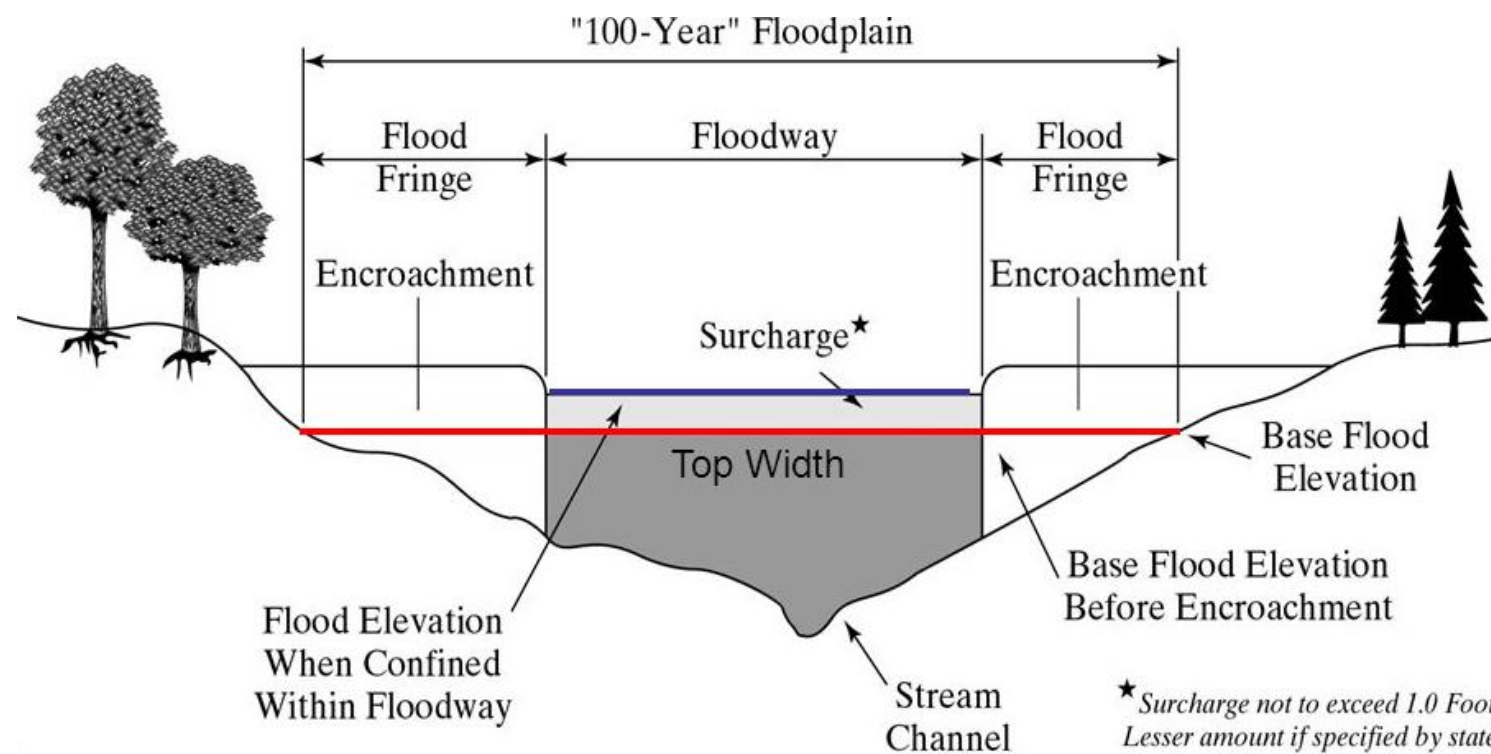 "100-Year" Floodplain
Flood
Fringe
Floodway
Flood
Fringe
Encroachment
Encroachment
Surcharge★
Top Width
Base Flood
Elevation
Base Flood Elevation
Before Encroachment
Flood Elevation
When Confined
Within Floodway
Stream
Channel
★Surcharge not to exceed 1.0 Foot
Lesser amount if specified by state